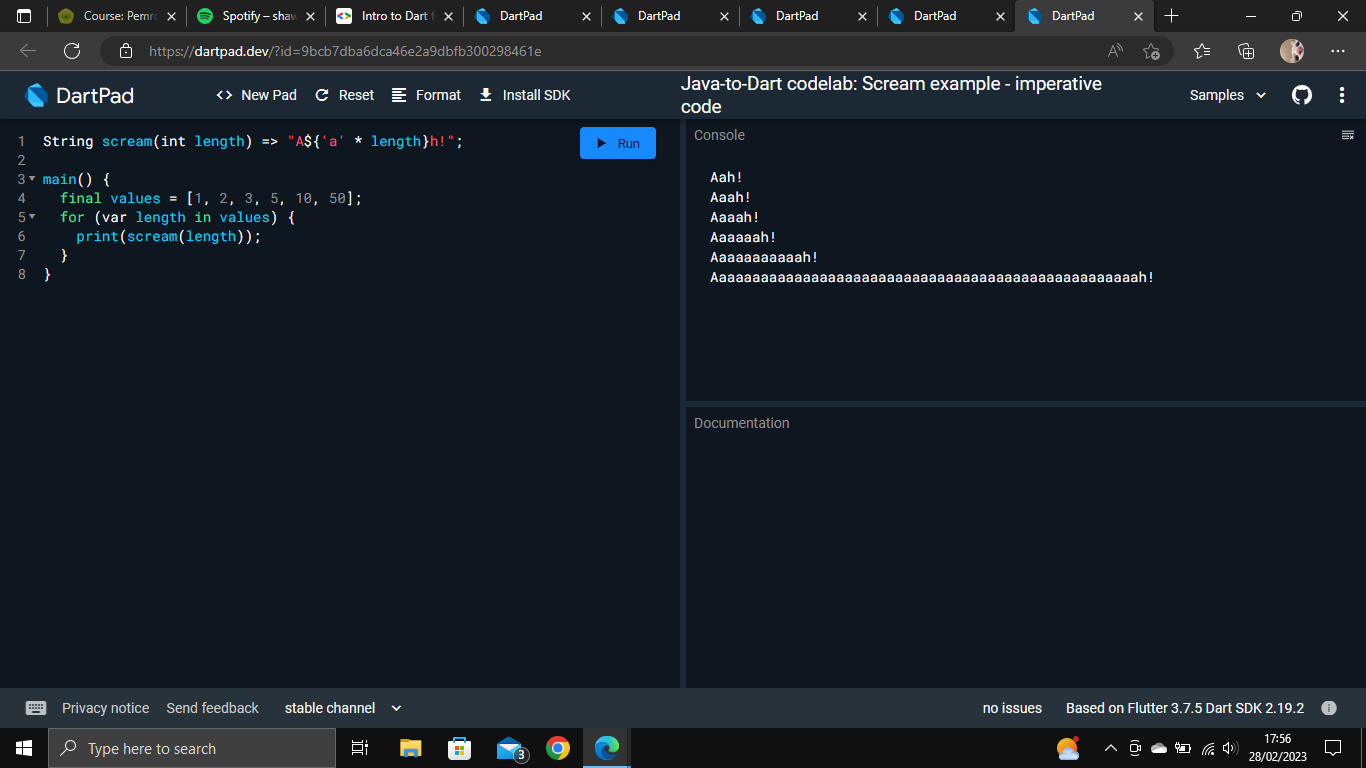 Course: Pemro
Spotify – shaw
Intro to Dart f
DartPad
DartPad
DartPad
DartPad
DartPad
https://dartpad.dev/?id=9bcb7dba6dca46e2a9dbfb300298461e
DartPad
<> New Pad
Reset
Format
Install SDK
Java-to-Dart codelab: Scream example - imperative
code
Samples
1 String scream(int length) => "A${'a' * length}h!";
2
3 main() {
4   final values = [1, 2, 3, 5, 10, 50];
5   for (var length in values) {
6     print(scream(length));
7   }
8 }
Run
Console
Aah!
Aaah!
Aaaah!
Aaaaaah!
Aaaaaaaaaaah!
Aaaaaaaaaaaaaaaaaaaaaaaaaaaaaaaaaaaaaaaaaaaaaaaaaaah!
Documentation
Privacy notice
Send feedback
stable channel
no issues
Based on Flutter 3.7.5 Dart SDK 2.19.2
Type here to search
3
17:56
28/02/2023